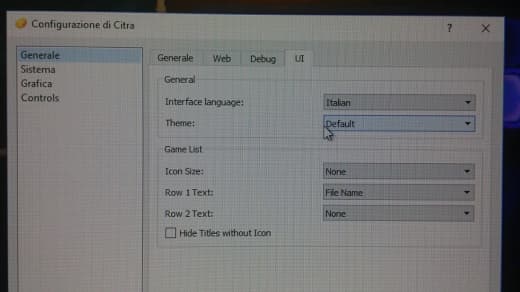 Configurazione di Citra
? ×
Generale
Sistema
Grafica
Controls
Generale Web Debug UI
General
Interface language: Italian
Theme: Default
Game List
Icon Size: None
Row 1 Text: File Name
Row 2 Text: None
Hide Titles without Icon